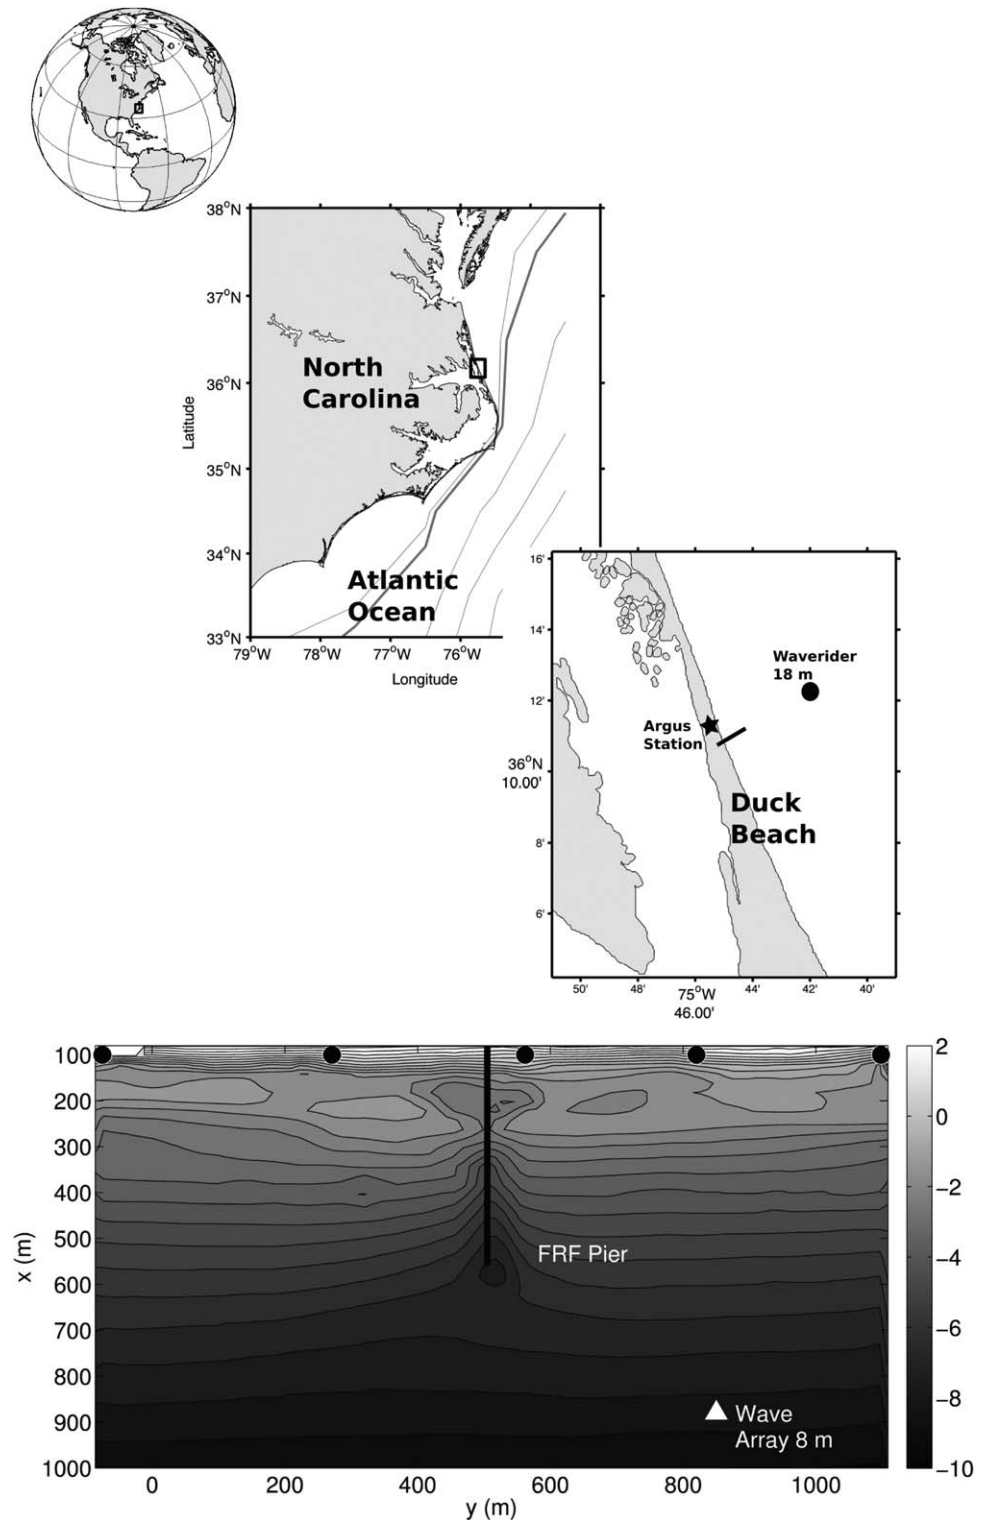 38°N
37°N
36°N
35°N
34°N
33°N
Latitude
North
Carolina
Atlantic
Ocean
79°W 78°W 77°W 76°W
Longitude
16'
14'
12'
36°N
10.00'
8'
6'
Waverider
18 m
Argus
Station
Duck
Beach
50' 48' 75°W 44' 42' 40'
46.00'
100
200
300
400
500
600
700
800
900
1000
x (m)
FRF Pier
Wave
Array 8 m
0 200 400 600 800 1000
y (m)
2
0
−2
−4
−6
−8
−10